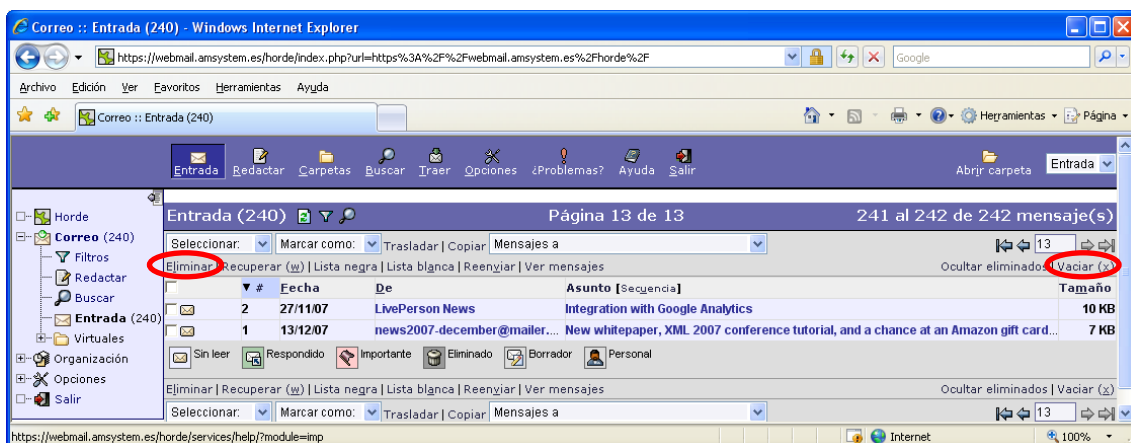 Correo :: Entrada (240) - Windows Internet Explorer
https://webmail.amsystem.es/horde/index.php?url=https%3A%2F%2Fwebmail.amsystem.es%2Fhorde%2F Google
Archivo Edición Ver Favoritos Herramientas Ayuda
Correo :: Entrada (240) Herramientas Página
Entrada Redactar Carpetas Buscar Traer Opciones ¿Problemas? Ayuda Salir Abrir carpeta Entrada
Horde
Correo (240)
Filtros
Redactar
Buscar
Entrada (240)
Virtuales
Organización
Opciones
Salir
Entrada (240) Página 13 de 13 241 al 242 de 242 mensaje(s)
Seleccionar: Marcar como: Trasladar | Copiar Mensajes a 13
Eliminar | Recuperar (w) | Lista negra | Lista blanca | Reenviar | Ver mensajes Ocultar eliminados | Vaciar (x)
# Fecha De Asunto [Secuencia] Tamaño
2 27/11/07 LivePerson News Integration with Google Analytics 10 KB
1 13/12/07 news2007-december@mailer.... New whitepaper, XML 2007 conference tutorial, and a chance at an Amazon gift card... 7 KB
Sin leer Respondido Importante Eliminado Borrador Personal
Eliminar | Recuperar (w) | Lista negra | Lista blanca | Reenviar | Ver mensajes Ocultar eliminados | Vaciar (x)
Seleccionar: Marcar como: Trasladar | Copiar Mensajes a 13
https://webmail.amsystem.es/horde/services/help/?module=imp Internet 100%